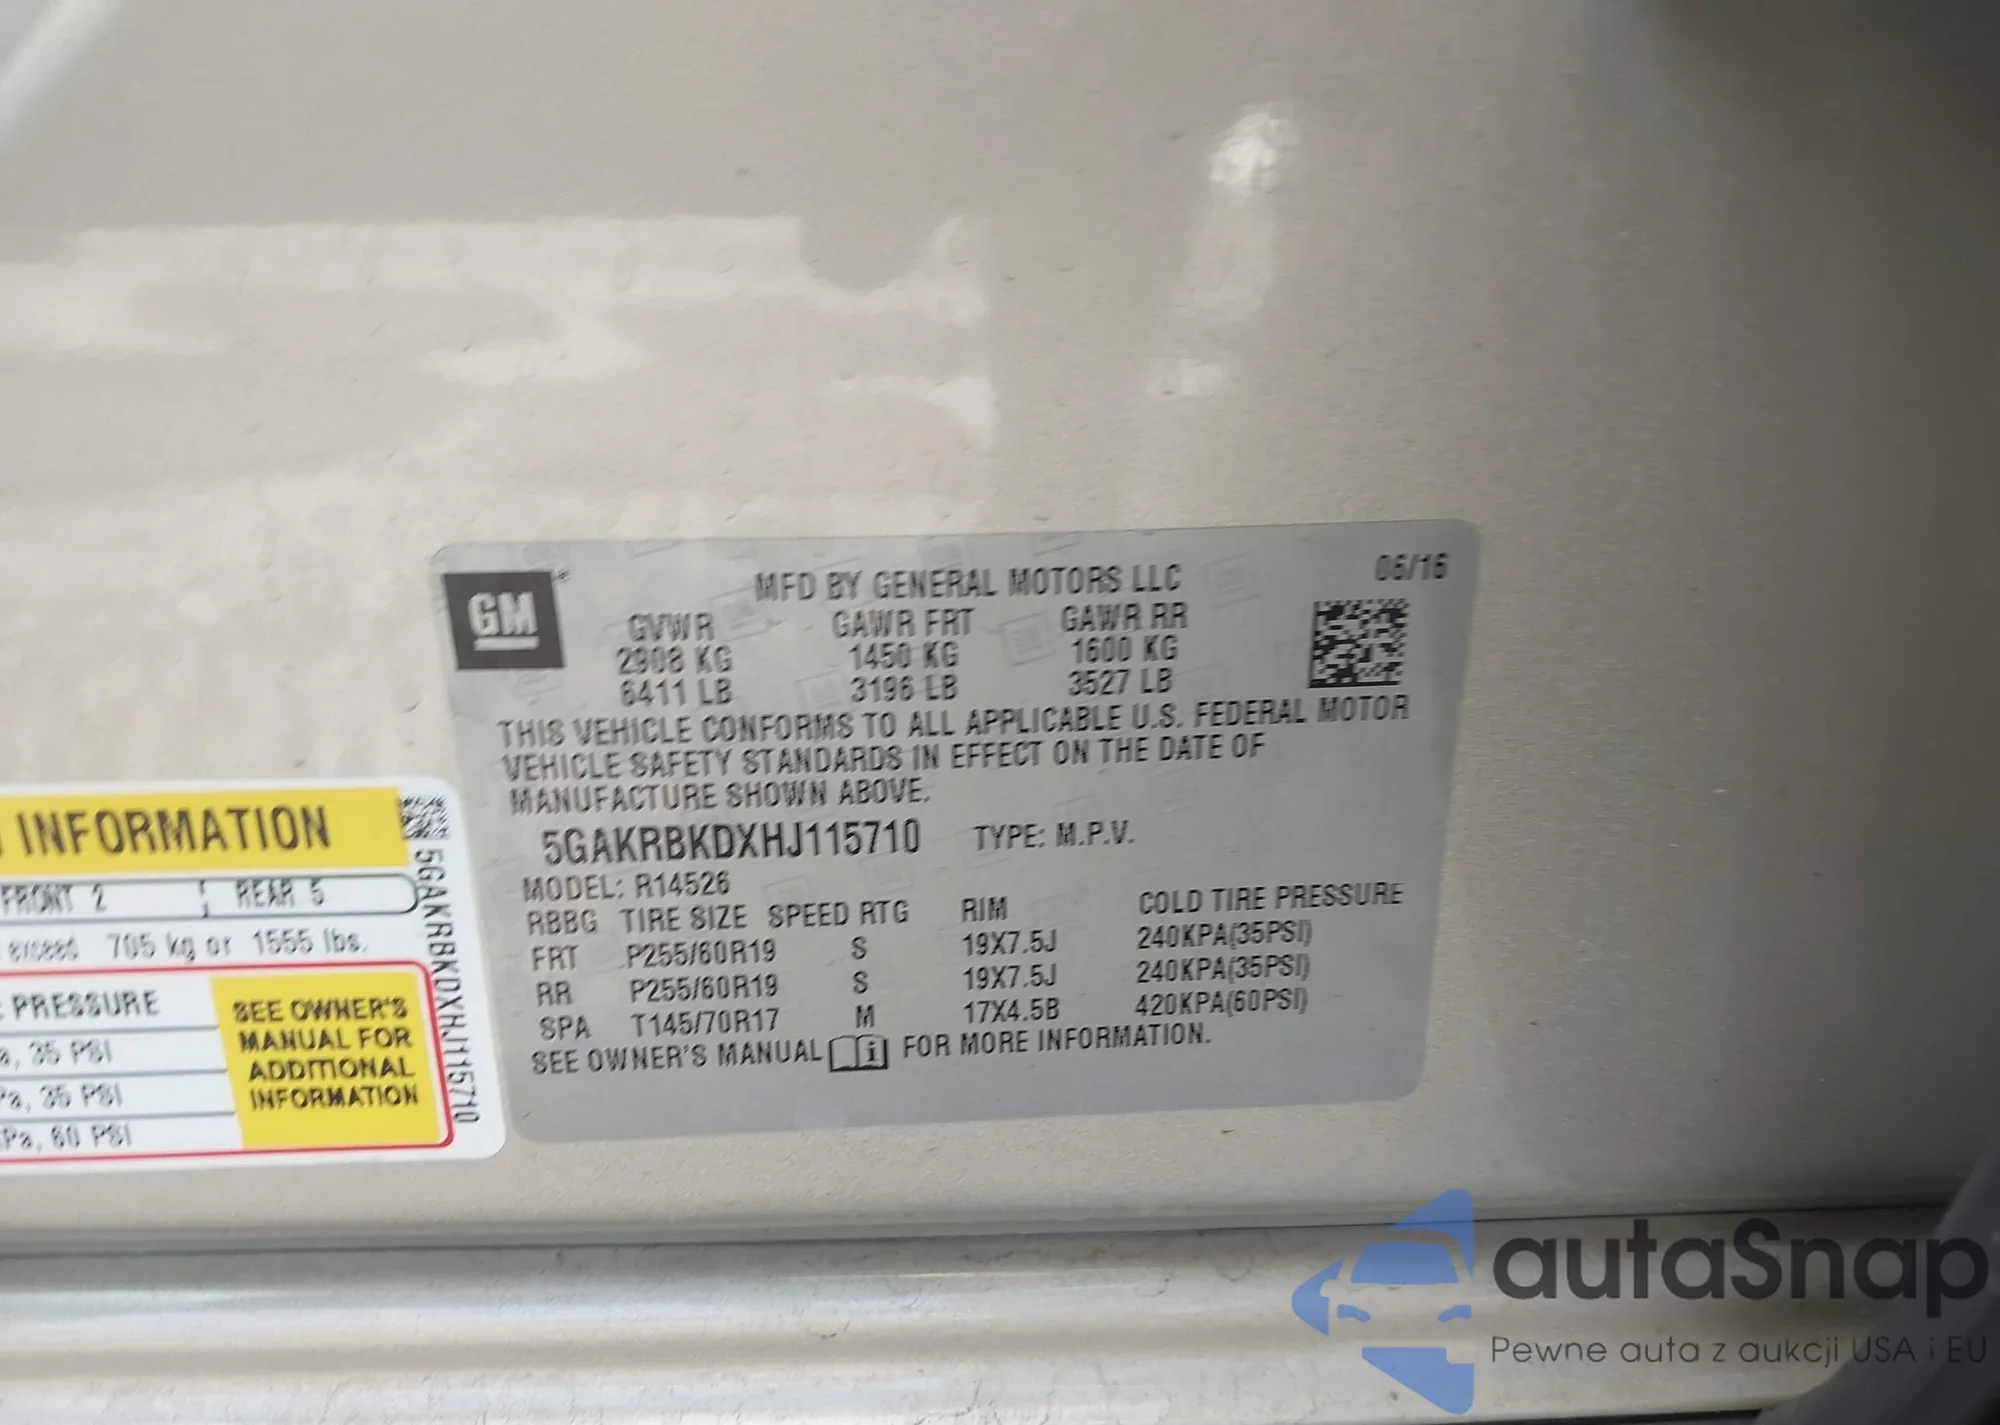 GM®
MFD BY GENERAL MOTORS LLC 06/16
GVWR GAWR FRT GAWR RR
2908 KG 1450 KG 1600 KG
6411 LB 3196 LB 3527 LB
THIS VEHICLE CONFORMS TO ALL APPLICABLE U.S. FEDERAL MOTOR
VEHICLE SAFETY STANDARDS IN EFFECT ON THE DATE OF
MANUFACTURE SHOWN ABOVE.
5GAKRBKDXHJ115710 TYPE: M.P.V.
MODEL: R14526
RBBG TIRE SIZE SPEED RTG RIM COLD TIRE PRESSURE
FRT P255/60R19 S 19X7.5J 240KPA(35PSI)
RR P255/60R19 S 19X7.5J 240KPA(35PSI)
SPA T145/70R17 M 17X4.5B 420KPA(60PSI)
SEE OWNER'S MANUAL i FOR MORE INFORMATION.
INFORMATION
FRONT 2 REAR 5
exceed 705 kg or 1555 lbs.
PRESSURE
a, 35 PSI
Pa, 35 PSI
Pa, 60 PSI
SEE OWNER'S
MANUAL FOR
ADDITIONAL
INFORMATION
5GAKRBKDXHJ115710
autaSnap
Pewne auta z aukcji USA i EU